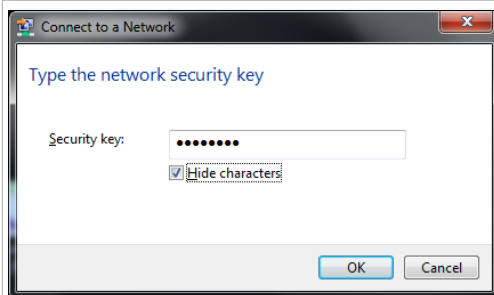 Connect to a Network
Type the network security key
Security key:
●●●●●●●●
Hide characters
OK Cancel